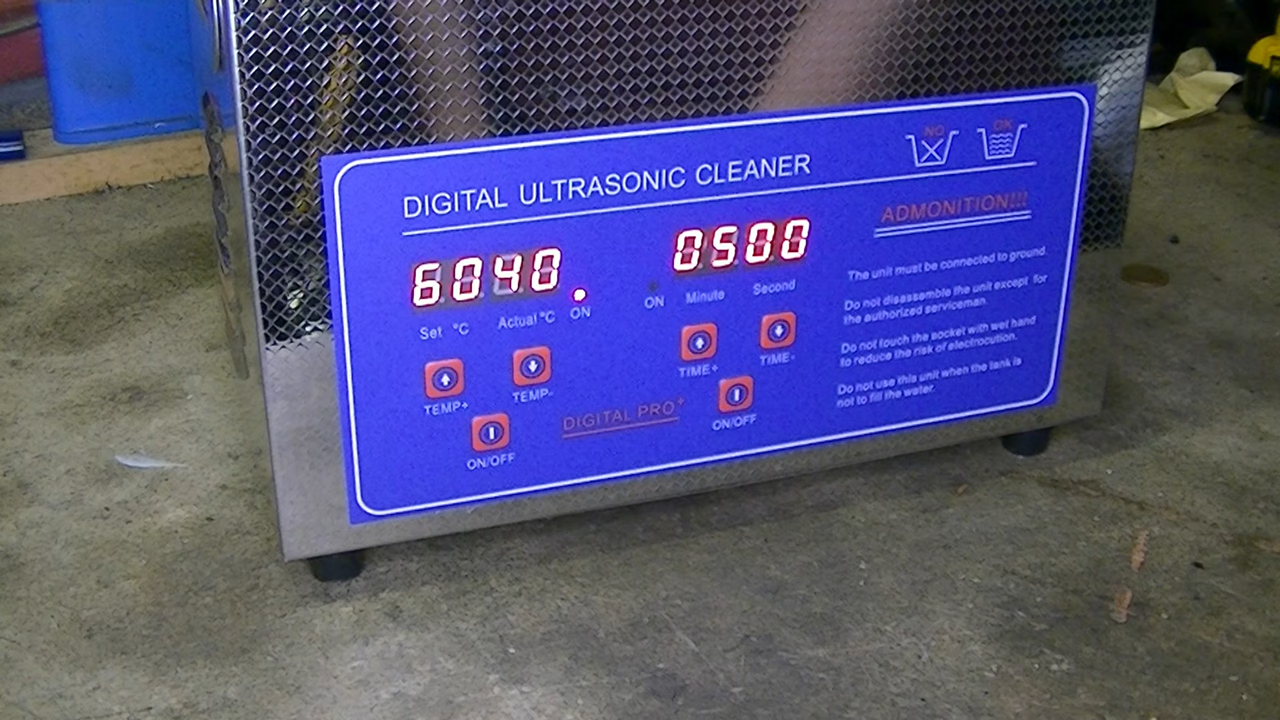 NO OK
DIGITAL ULTRASONIC CLEANER
6040 0500
Set °C Actual °C ON
ON Minute Second
TEMP+ TEMP-
ON/OFF
TIME+ TIME-
ON/OFF
DIGITAL PRO+
ADMONITION!!!
The unit must be connected to ground.
Do not disassemble the unit except for
the authorized serviceman.
Do not touch the socket with wet hand
to reduce the risk of electrocution.
Do not use this unit when the tank is
not to fill the water.